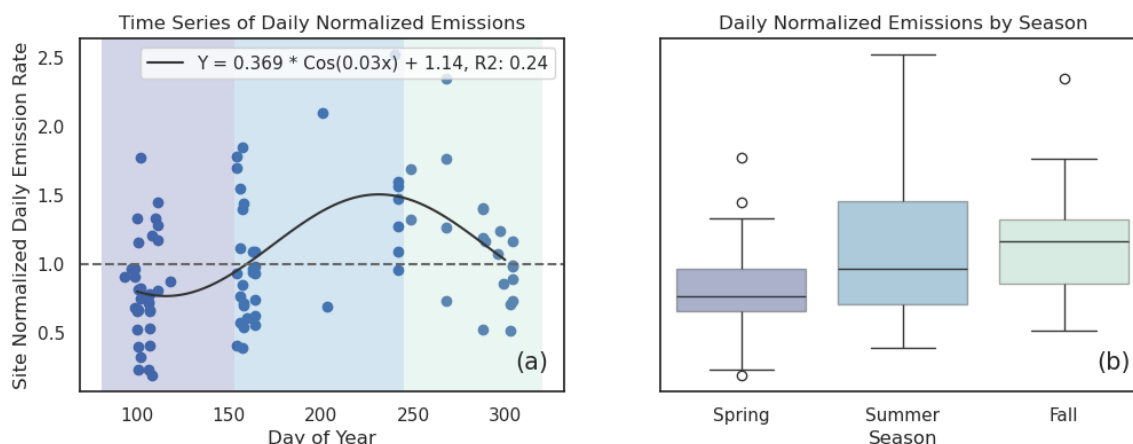 Time Series of Daily Normalized Emissions
Y = 0.369 * Cos(0.03x) + 1.14, R2: 0.24
Site Normalized Daily Emission Rate
2.5
2.0
1.5
1.0
0.5
(a)
100
150
200
250
300
Day of Year
Daily Normalized Emissions by Season
(b)
Spring
Summer
Fall
Season